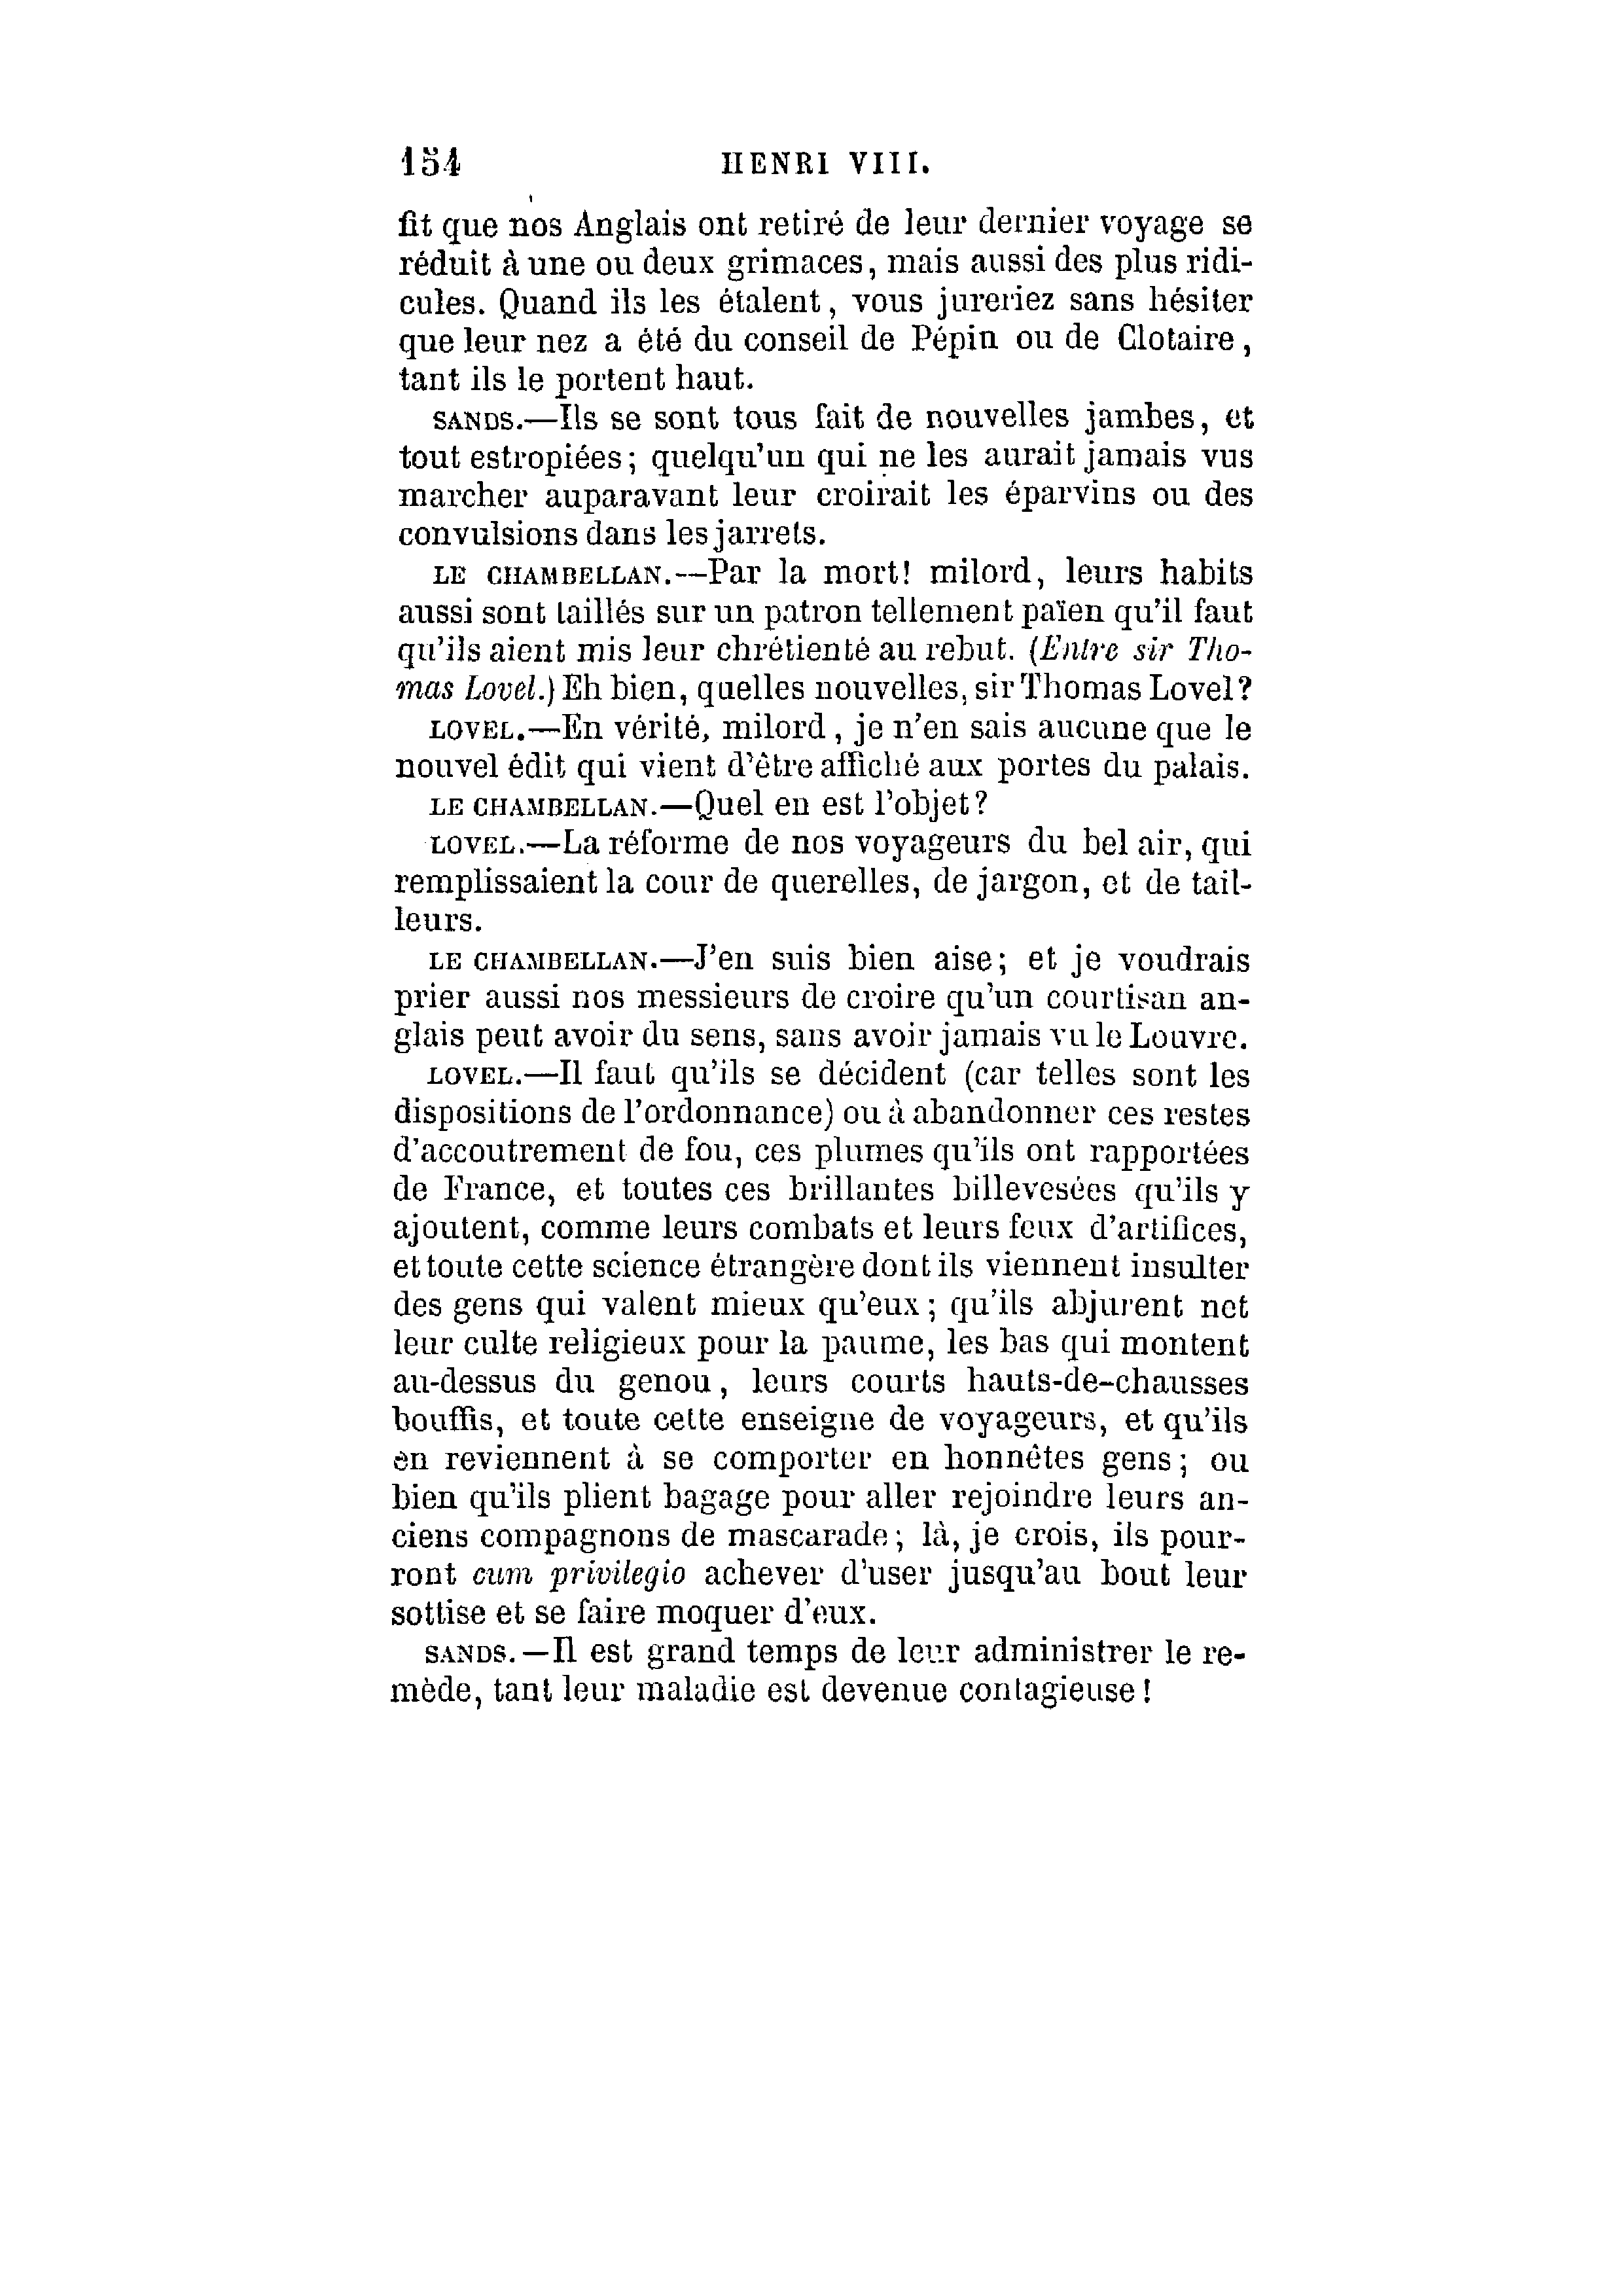 154 HENRI VIII.
fit que nos Anglais ont retiré de leur dernier voyage se
réduit à une ou deux grimaces, mais aussi des plus ridi-
cules. Quand ils les étalent, vous jureriez sans hésiter
que leur nez a été du conseil de Pépin ou de Clotaire,
tant ils le portent haut.
SANDS.—Ils se sont tous fait de nouvelles jambes, et
tout estropiées; quelqu'un qui ne les aurait jamais vus
marcher auparavant leur croirait les éparvins ou des
convulsions dans les jarrets.
LE CHAMBELLAN.—Par la mort! milord, leurs habits
aussi sont taillés sur un patron tellement païen qu'il faut
qu'ils aient mis leur chrétienté au rebut. (Entre sir Tho-
mas Lovel.) Eh bien, quelles nouvelles, sir Thomas Lovel?
LOVEL.—En vérité, milord, je n'en sais aucune que le
nouvel édit qui vient d'être affiché aux portes du palais.
LE CHAMBELLAN.—Quel en est l'objet?
LOVEL.—La réforme de nos voyageurs du bel air, qui
remplissaient la cour de querelles, de jargon, et de tail-
leurs.
LE CHAMBELLAN.—J'en suis bien aise; et je voudrais
prier aussi nos messieurs de croire qu'un courtisan an-
glais peut avoir du sens, sans avoir jamais vu le Louvre.
LOVEL.—Il faut qu'ils se décident (car telles sont les
dispositions de l'ordonnance) ou à abandonner ces restes
d'accoutrement de fou, ces plumes qu'ils ont rapportées
de France, et toutes ces brillantes billevesées qu'ils y
ajoutent, comme leurs combats et leurs feux d'artifices,
et toute cette science étrangère dont ils viennent insulter
des gens qui valent mieux qu'eux; qu'ils abjurent net
leur culte religieux pour la paume, les bas qui montent
au-dessus du genou, leurs courts hauts-de-chausses
bouffis, et toute cette enseigne de voyageurs, et qu'ils
en reviennent à se comporter en honnêtes gens; ou
bien qu'ils plient bagage pour aller rejoindre leurs an-
ciens compagnons de mascarade; là, je crois, ils pour-
ront cum privilegio achever d'user jusqu'au bout leur
sottise et se faire moquer d'eux.
SANDS.—Il est grand temps de leur administrer le re-
mède, tant leur maladie est devenue contagieuse!